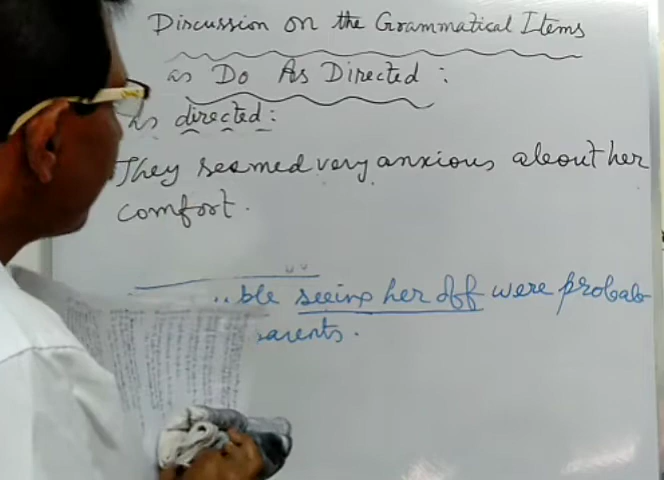 Discussion on the Grammatical Items
as Do As Directed :
As directed :
They seemed very anxious about her
comfort.
ble seeing her off were probab-
arents.